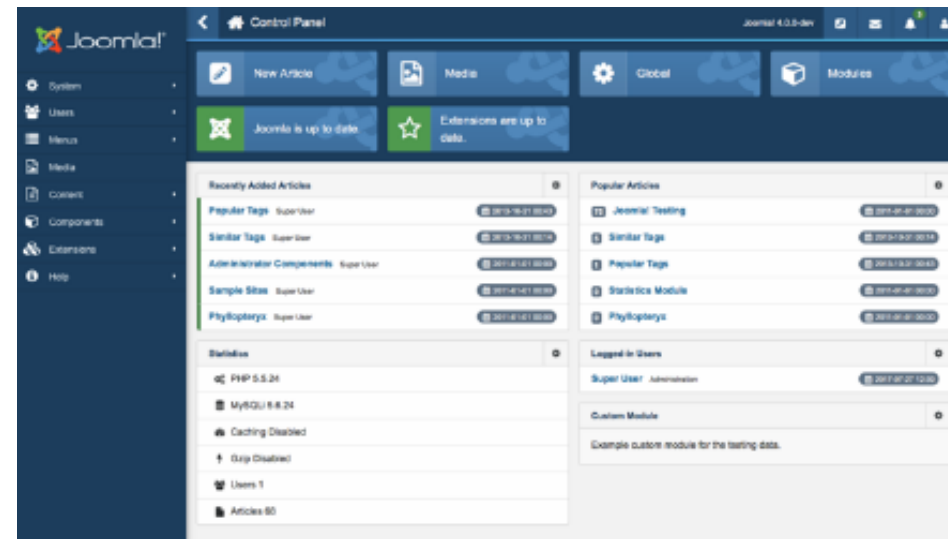 Joomla!
Control Panel
Joomla! 4.0.0-dev
System
Users
Menus
Media
Content
Components
Extensions
Help
New Article
Media
Global
Modules
Joomla is up to date.
Extensions are up to
date.
Recently Added Articles
Popular Tags Super User
Similar Tags Super User
Administrator Components Super User
Sample Sites Super User
Phyllopteryx Super User
Popular Articles
Joomla! Testing
Similar Tags
Popular Tags
Statistics Module
Phyllopteryx
Statistics
PHP 5.5.24
MySQLi 5.6.24
Caching Disabled
Gzip Disabled
Users 1
Articles 68
Logged-in Users
Super User Administration
Custom Module
Example custom module for the testing data.